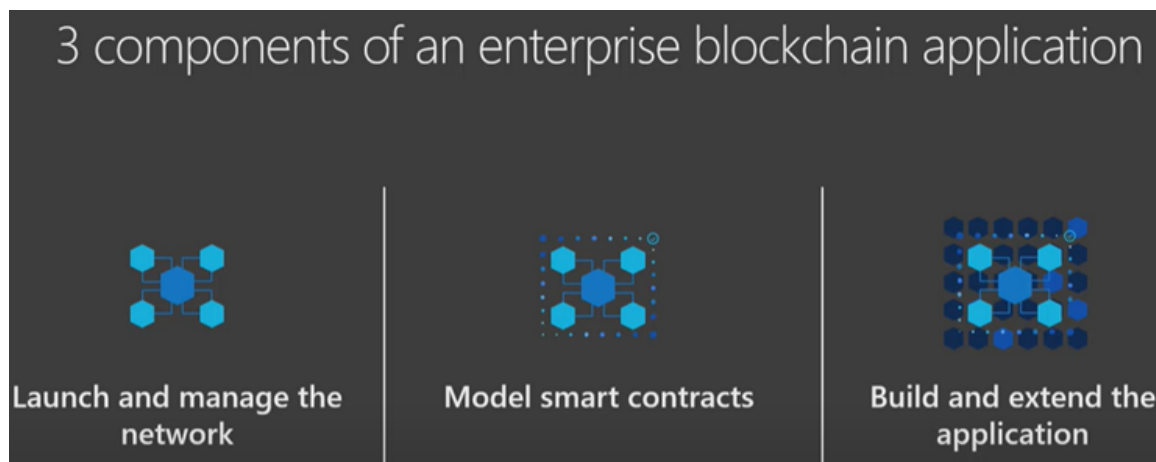 3 components of an enterprise blockchain application
Launch and manage the
network
Model smart contracts
Build and extend the
application